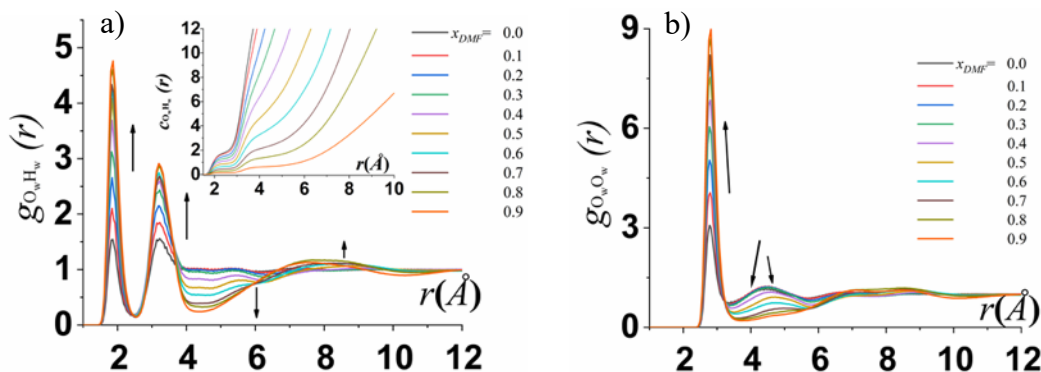 a)
g_{O_wH_w}(r)
5
4
3
2
1
0
2 4 6 8 10 12
r(Å)
c_{O_wH_w}(r)
12
10
8
6
4
2
0
2 4 6 8 10
r(Å)
x_{DMF}= 0.0
0.1
0.2
0.3
0.4
0.5
0.6
0.7
0.8
0.9
b)
g_{O_wO_w}(r)
9
6
3
0
2 4 6 8 10 12
r(Å)
x_{DMF}= 0.0
0.1
0.2
0.3
0.4
0.5
0.6
0.7
0.8
0.9